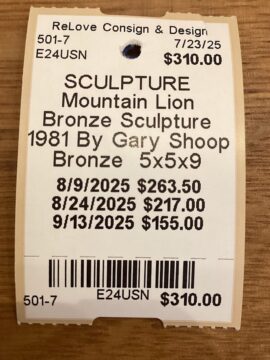 ReLove Consign & Design
501-7 7/23/25
E24USN $310.00
SCULPTURE
Mountain Lion
Bronze Sculpture
1981 By Gary Shoop
Bronze 5x5x9
8/9/2025 $263.50
8/24/2025 $217.00
9/13/2025 $155.00
501-7 E24USN $310.00